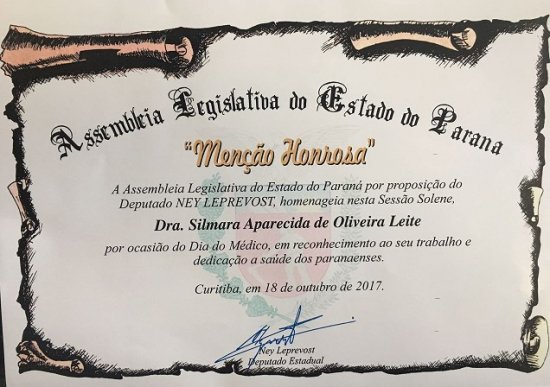 Assembleia Legislativa do Estado do Parana
"Menção Honrosa"
A Assembleia Legislativa do Estado do Paraná por proposição do
Deputado NEY LEPREVOST, homenageia nesta Sessão Solene,
Dra. Silmara Aparecida de Oliveira Leite
por ocasião do Dia do Médico, em reconhecimento ao seu trabalho e
dedicação a saúde dos paranaenses.
Curitiba, em 18 de outubro de 2017.
Ney Leprevost
Deputado Estadual